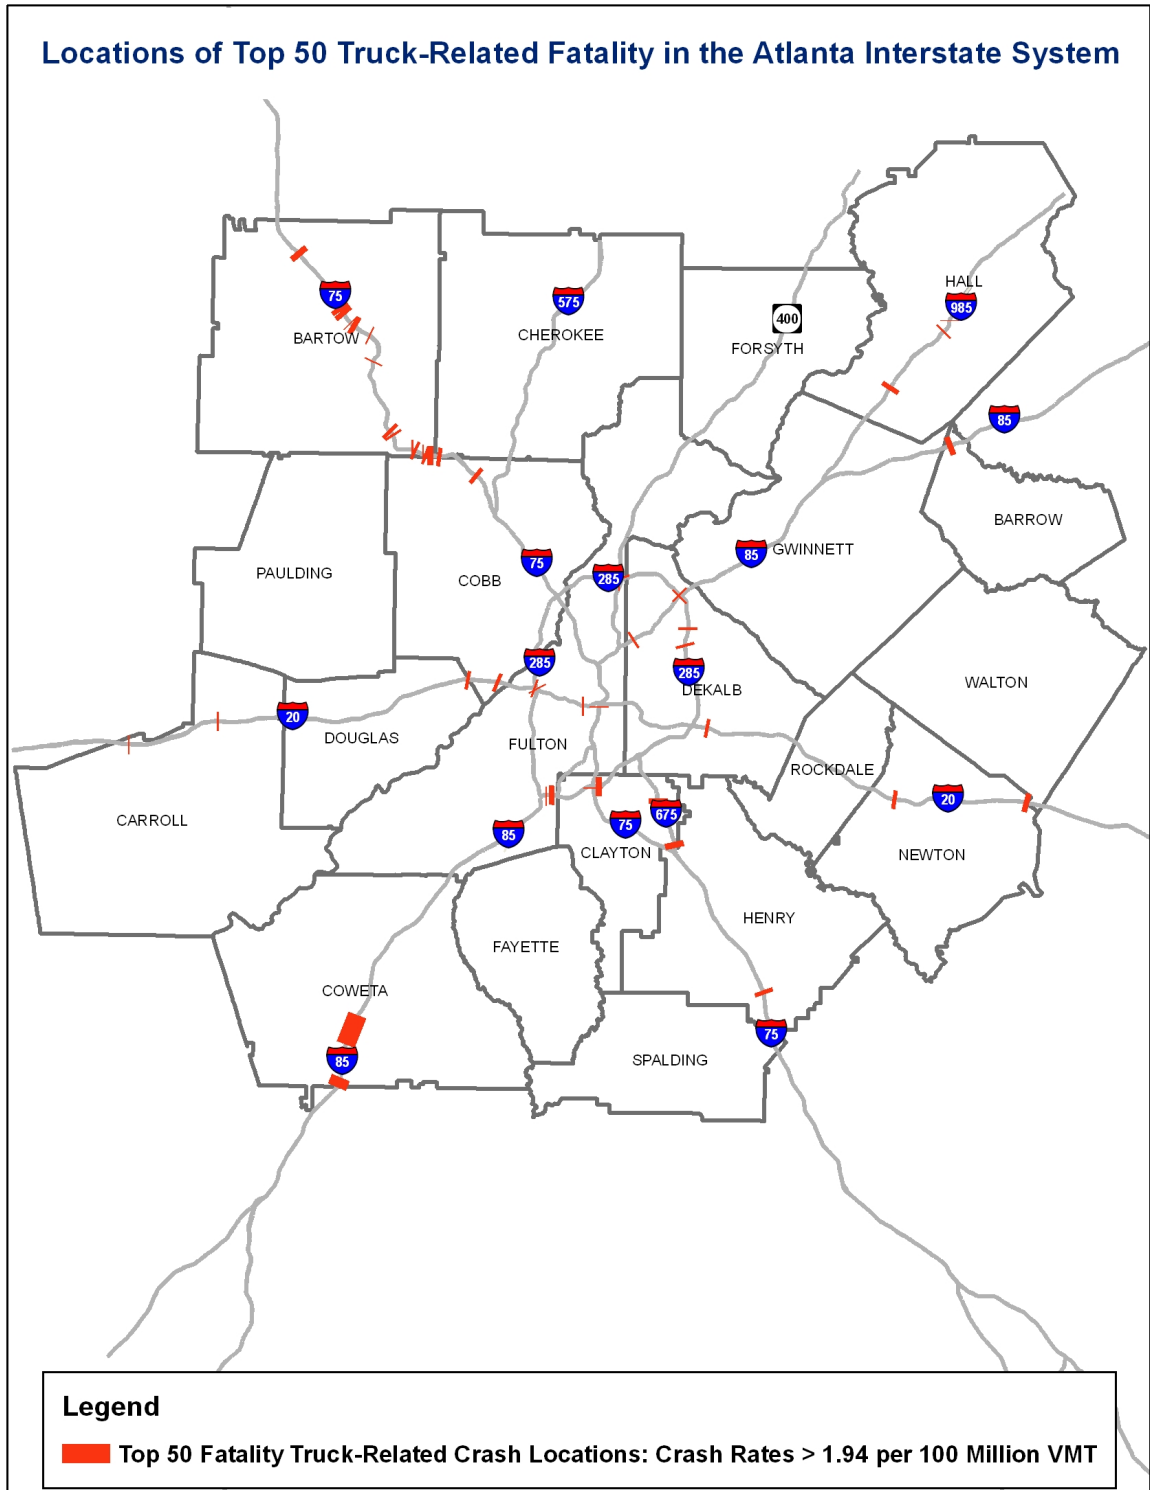 Locations of Top 50 Truck-Related Fatality in the Atlanta Interstate System
HALL
75
575
985
400
BARTOW
CHEROKEE
FORSYTH
85
BARROW
85
GWINNETT
75
PAULDING
COBB
285
285
285
DEKALB
WALTON
20
DOUGLAS
FULTON
ROCKDALE
20
675
CARROLL
85
75
CLAYTON
NEWTON
HENRY
FAYETTE
COWETA
75
85
SPALDING
Legend
Top 50 Fatality Truck-Related Crash Locations: Crash Rates > 1.94 per 100 Million VMT